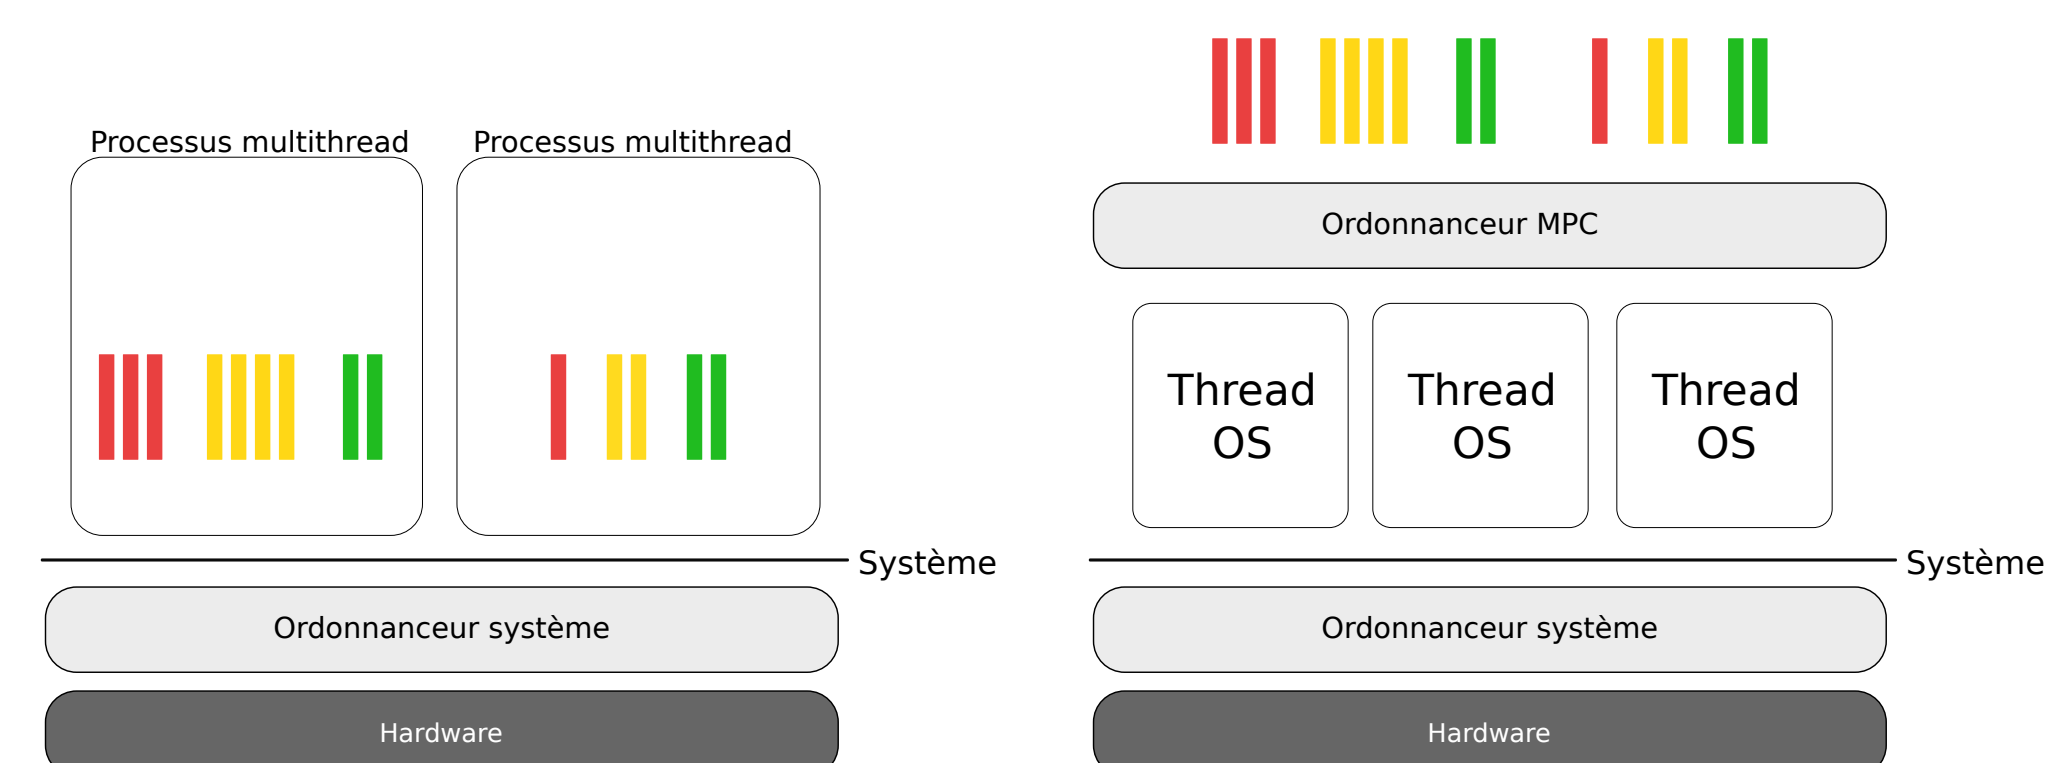 Processus multithread
Processus multithread
Système
Ordonnanceur système
Hardware
Ordonnanceur MPC
Thread
OS
Thread
OS
Thread
OS
Système
Ordonnanceur système
Hardware